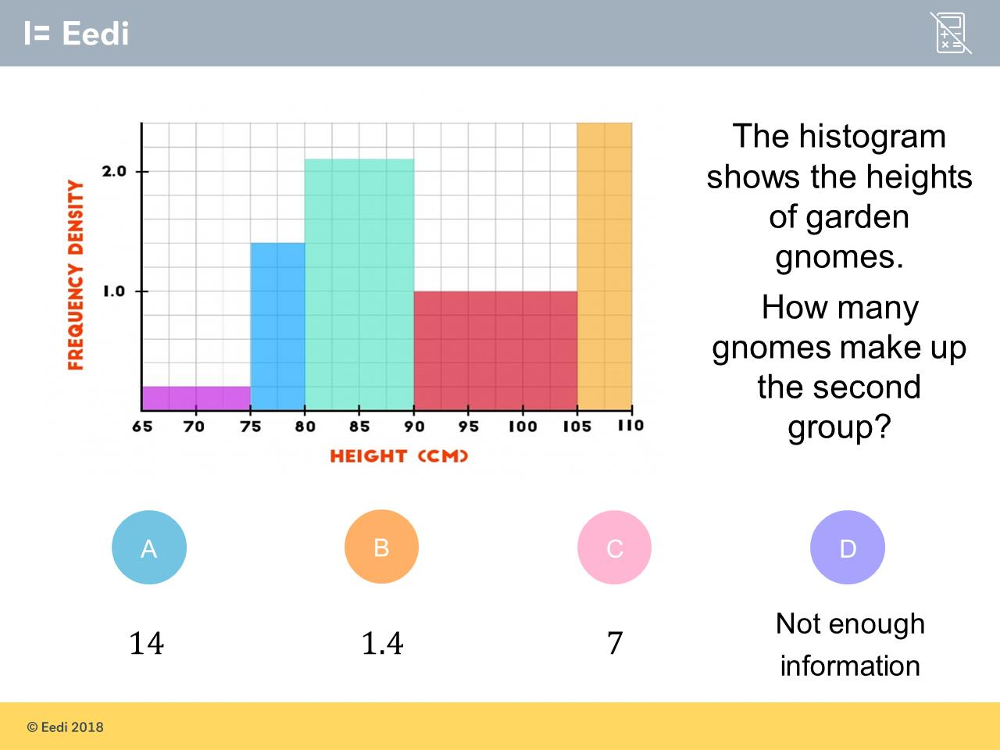 Eedi
The histogram
shows the heights
of garden
gnomes.
How many
gnomes make up
the second
group?
FREQUENCY DENSITY
2.0
1.0
65 70 75 80 85 90 95 100 105 110
HEIGHT (CM)
A B C D
14 1.4 7 Not enough
information
© Eedi 2018